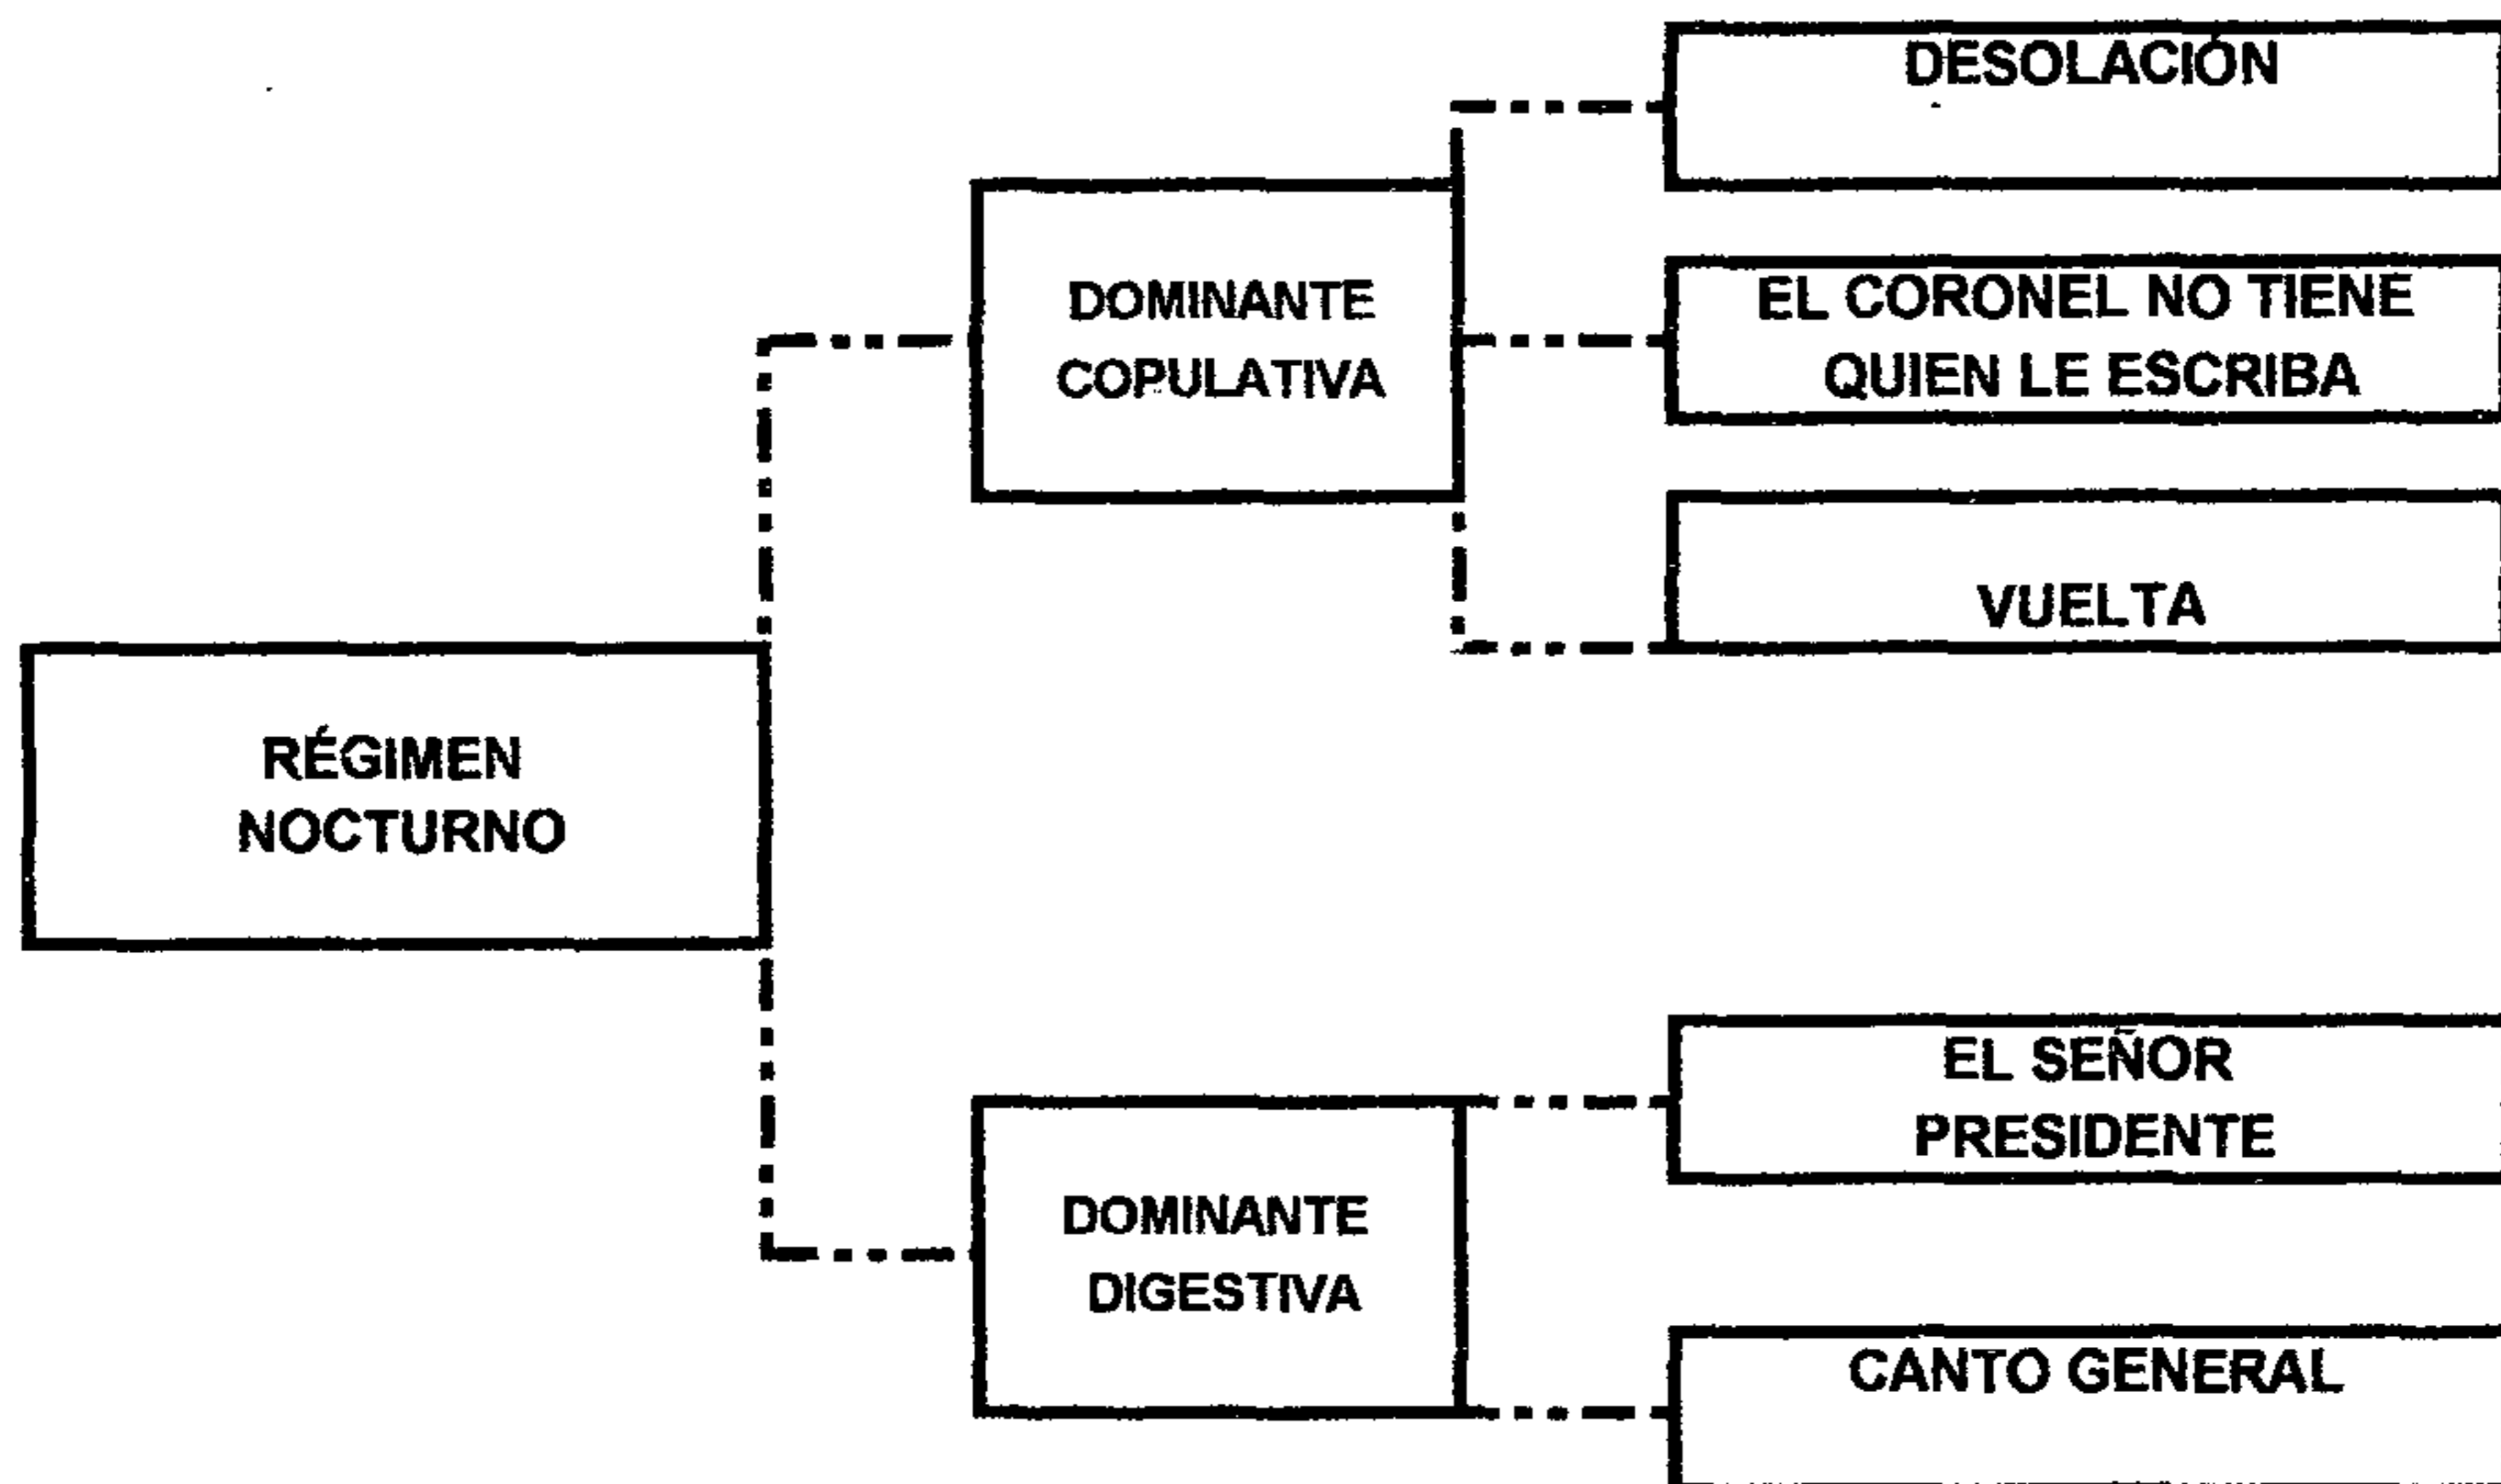 DESOLACIÓN
DOMINANTE
COPULATIVA
EL CORONEL NO TIENE
QUIEN LE ESCRIBA
VUELTA
RÉGIMEN
NOCTURNO
EL SEÑOR
PRESIDENTE
DOMINANTE
DIGESTIVA
CANTO GENERAL